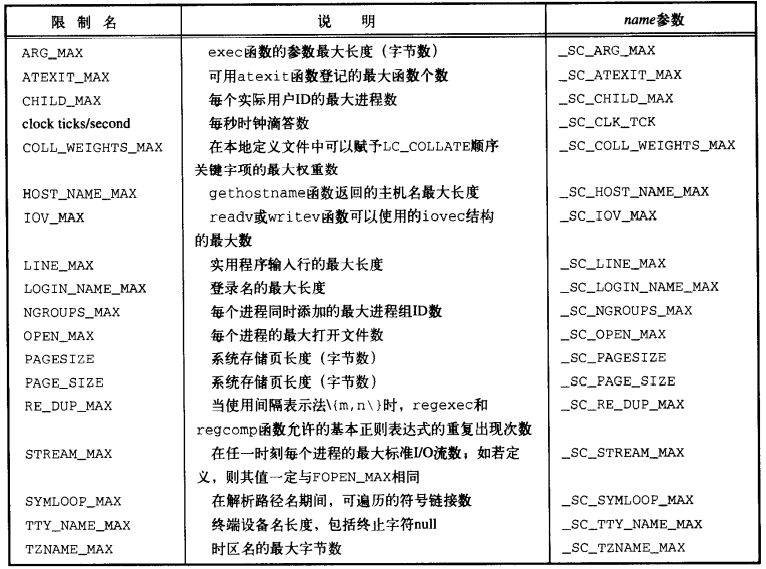 限 制 名 说 明 name参数
ARG_MAX exec函数的参数最大长度（字节数） _SC_ARG_MAX
ATEXIT_MAX 可用atexit函数登记的最大函数个数 _SC_ATEXIT_MAX
CHILD_MAX 每个实际用户ID的最大进程数 _SC_CHILD_MAX
clock ticks/second 每秒时钟滴答数 _SC_CLK_TCK
COLL_WEIGHTS_MAX 在本地定义文件中可以赋予LC_COLLATE顺序 _SC_COLL_WEIGHTS_MAX
关键字项的最大权重数
HOST_NAME_MAX gethostname函数返回的主机名最大长度 _SC_HOST_NAME_MAX
IOV_MAX readv或writev函数可以使用的iovec结构 _SC_IOV_MAX
的最大数
LINE_MAX 实用程序输入行的最大长度 _SC_LINE_MAX
LOGIN_NAME_MAX 登录名的最大长度 _SC_LOGIN_NAME_MAX
NGROUPS_MAX 每个进程同时添加的最大进程组ID数 _SC_NGROUPS_MAX
OPEN_MAX 每个进程的最大打开文件数 _SC_OPEN_MAX
PAGESIZE 系统存储页长度（字节数） _SC_PAGESIZE
PAGE_SIZE 系统存储页长度（字节数） _SC_PAGE_SIZE
RE_DUP_MAX 当使用间隔表示法\{m,n\}时，regexec和 _SC_RE_DUP_MAX
regcomp函数允许的基本正则表达式的重复出现次数
STREAM_MAX 在任一时刻每个进程的最大标准I/O流数；如若定 _SC_STREAM_MAX
义，则其值一定与FOPEN_MAX相同
SYMLOOP_MAX 在解析路径名期间，可遍历的符号链接数 _SC_SYMLOOP_MAX
TTY_NAME_MAX 终端设备名长度，包括终止字符null _SC_TTY_NAME_MAX
TZNAME_MAX 时区名的最大字节数 _SC_TZNAME_MAX